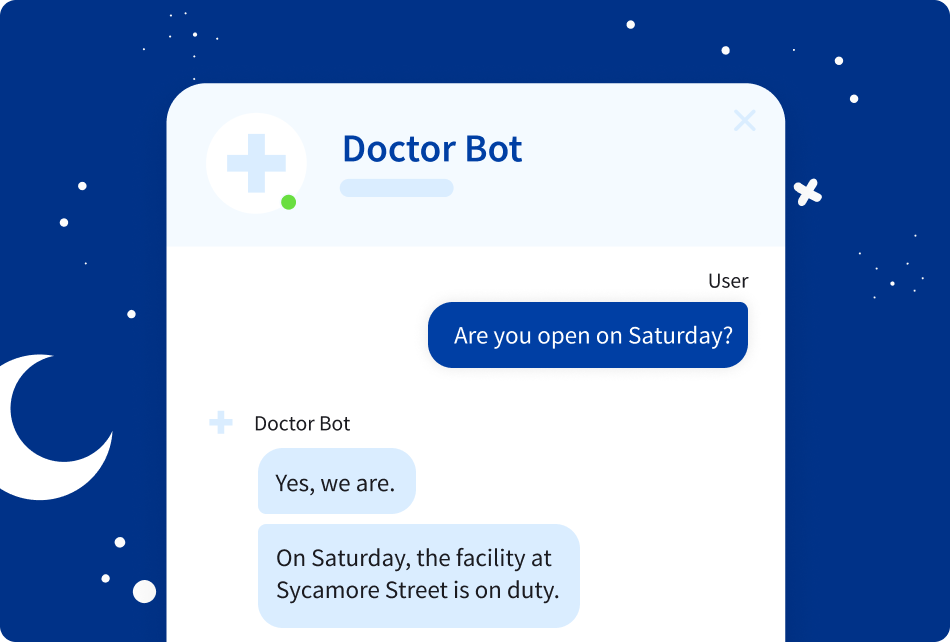 Doctor Bot
User
Are you open on Saturday?
Doctor Bot
Yes, we are.
On Saturday, the facility at
Sycamore Street is on duty.